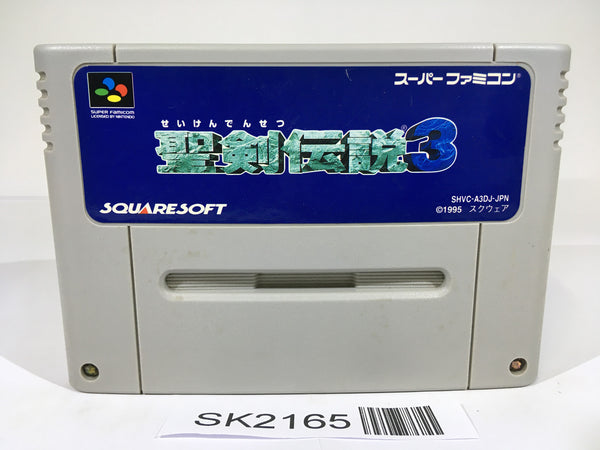 スーパーファミコン®
SUPER FAMICOM
LICENSED BY NINTENDO
せいけんでんせつ
聖剣伝説®3
SQUARESOFT
SHVC-A3DJ-JPN
©1995 スクウェア
SK2165